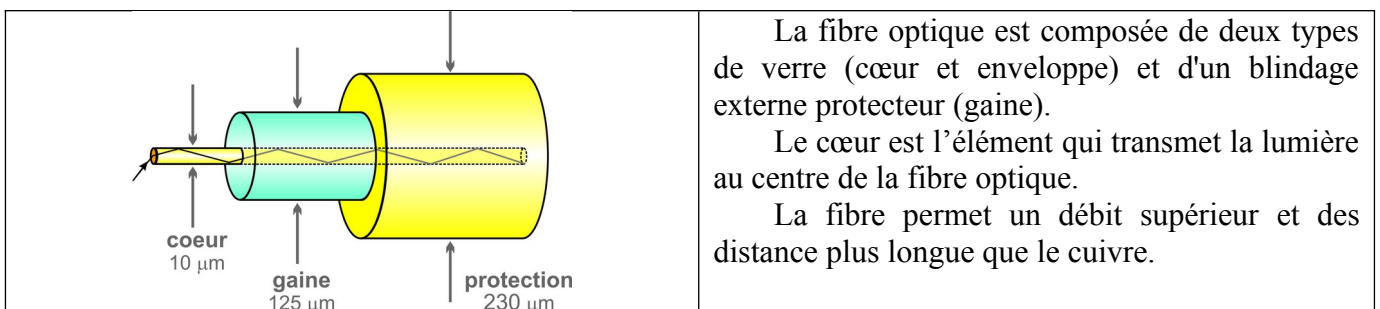 coeur
10 µm
gaine
125 µm
protection
230 µm
La fibre optique est composée de deux types
de verre (cœur et enveloppe) et d'un blindage
externe protecteur (gaine).
Le cœur est l’élément qui transmet la lumière
au centre de la fibre optique.
La fibre permet un débit supérieur et des
distance plus longue que le cuivre.